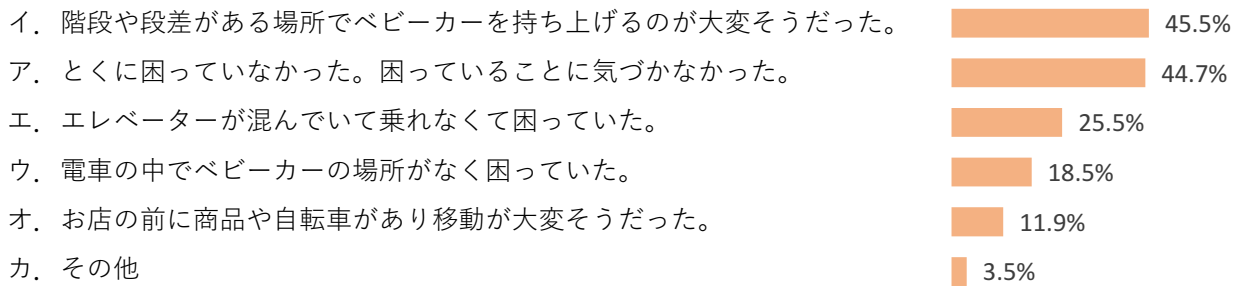 イ．階段や段差がある場所でベビーカーを持ち上げるのが大変そうだった。 45.5%
ア．とくに困っていなかった。困っていることに気づかなかった。 44.7%
エ．エレベーターが混んでいて乗れなくて困っていた。 25.5%
ウ．電車の中でベビーカーの場所がなく困っていた。 18.5%
オ．お店の前に商品や自転車があり移動が大変そうだった。 11.9%
カ．その他 3.5%